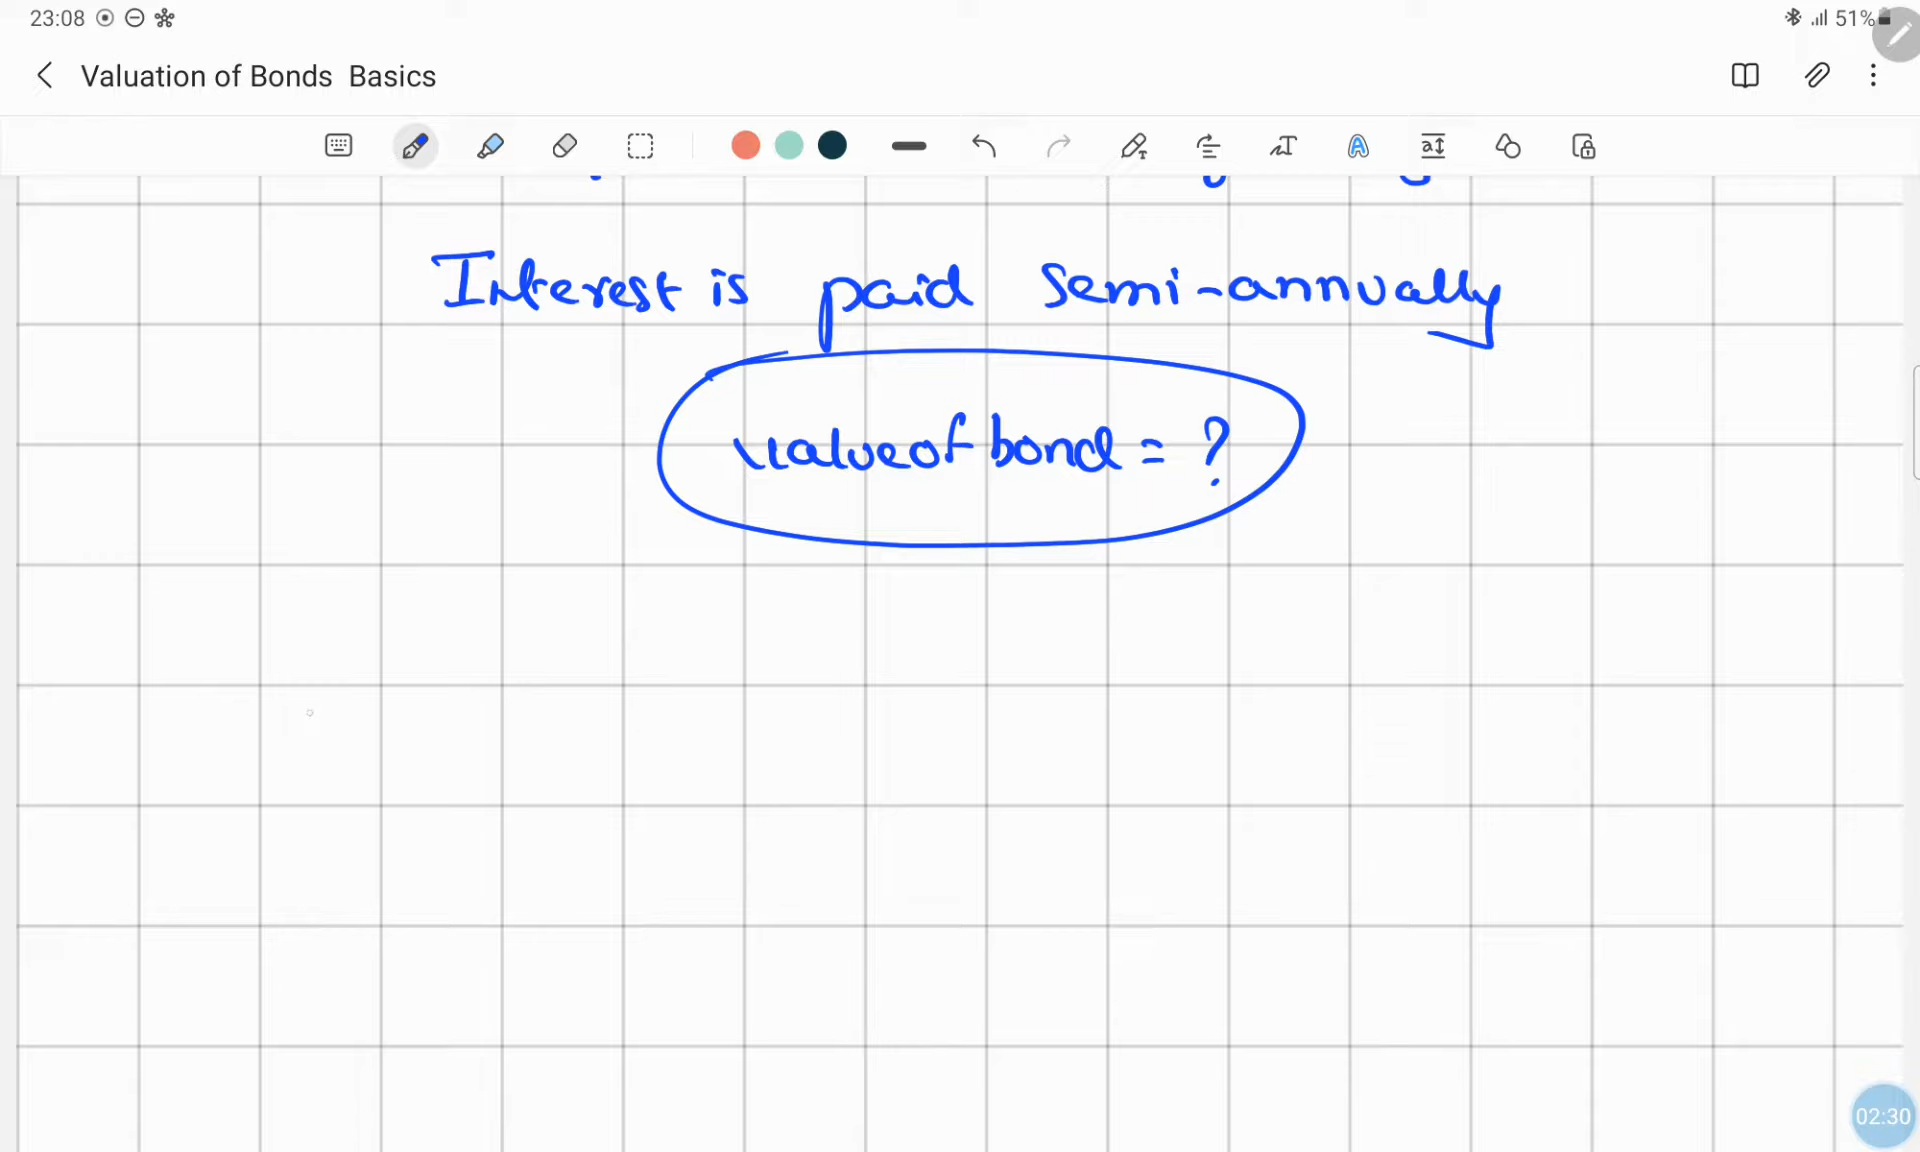 23:08 51%
Valuation of Bonds Basics
Interest is paid semi-annually
value of bond = ?
02:30